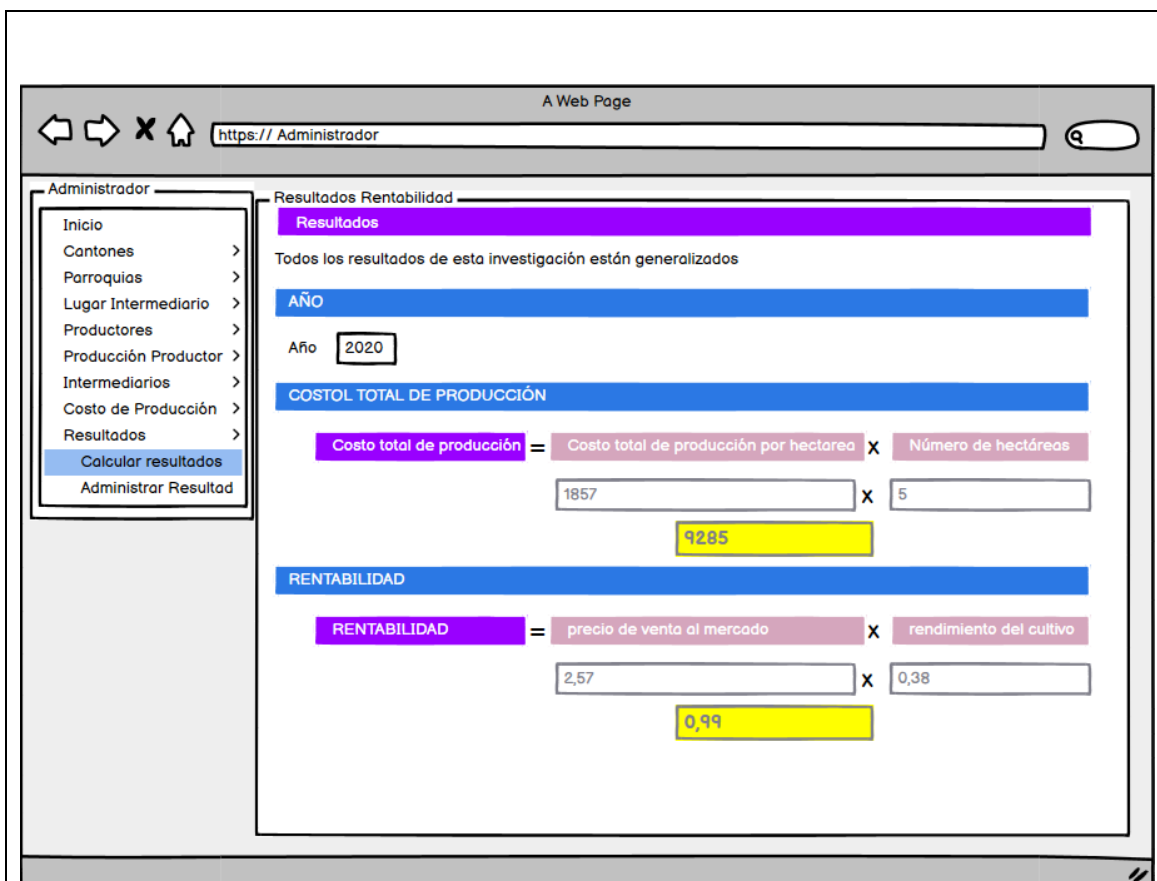 A Web Page
https:// Administrador
Administrador
Inicio
Cantones
Parroquias
Lugar Intermediario
Productores
Producción Productor
Intermediarios
Costo de Producción
Resultados
Calcular resultados
Administrar Resultad
Resultados Rentabilidad
Resultados
Todos los resultados de esta investigación están generalizados
AÑO
Año 2020
COSTOL TOTAL DE PRODUCCIÓN
Costo total de producción = Costo total de producción por hectarea X Número de hectáreas
1857 X 5
9285
RENTABILIDAD
RENTABILIDAD = precio de venta al mercado X rendimiento del cultivo
2,57 X 0,38
0,99